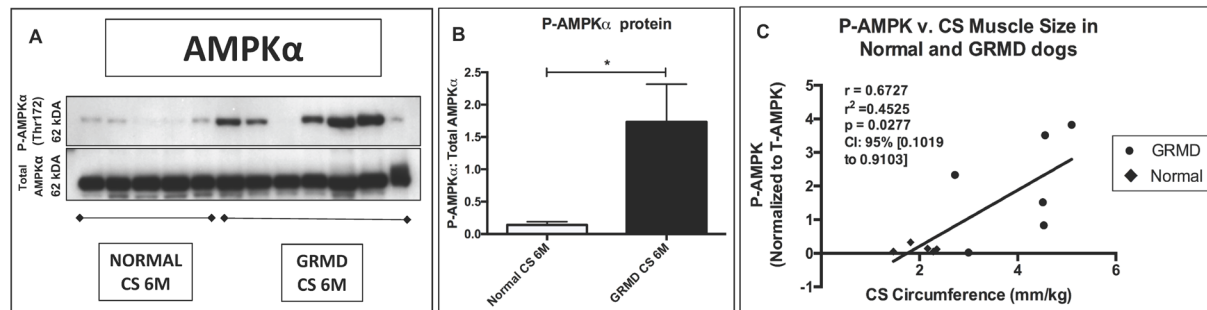 A
AMPKα
P-AMPKα
(Thr172)
62 kDA
Total
AMPKα
62 kDA
NORMAL
CS 6M
GRMD
CS 6M
B
P-AMPKα protein
P-AMPKα: Total AMPKα
2.5
2.0
1.5
1.0
0.5
0.0
*
Normal CS 6M
GRMD CS 6M
C
P-AMPK v. CS Muscle Size in
Normal and GRMD dogs
P-AMPK
(Normalized to T-AMPK)
5
4
3
2
1
0
-1
r = 0.6727
r² =0.4525
p = 0.0277
CI: 95% [0.1019
to 0.9103]
2
4
6
CS Circumference (mm/kg)
GRMD
Normal